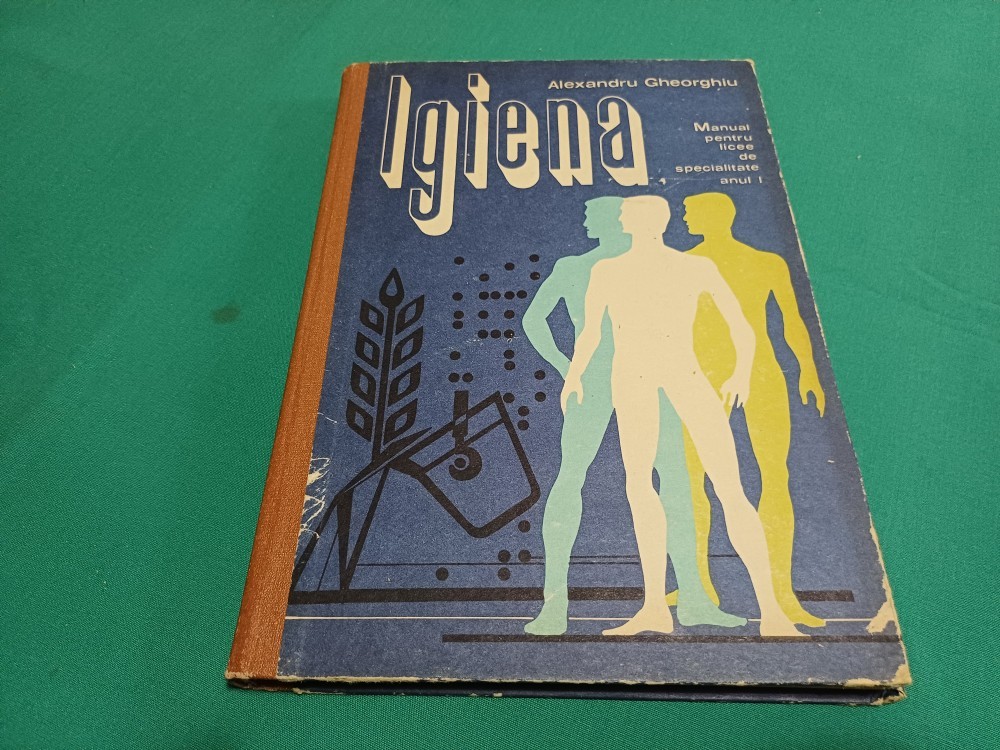 Alexandru Gheorghiu
Igiena
Manual
pentru
licee
de
specialitate
anul I